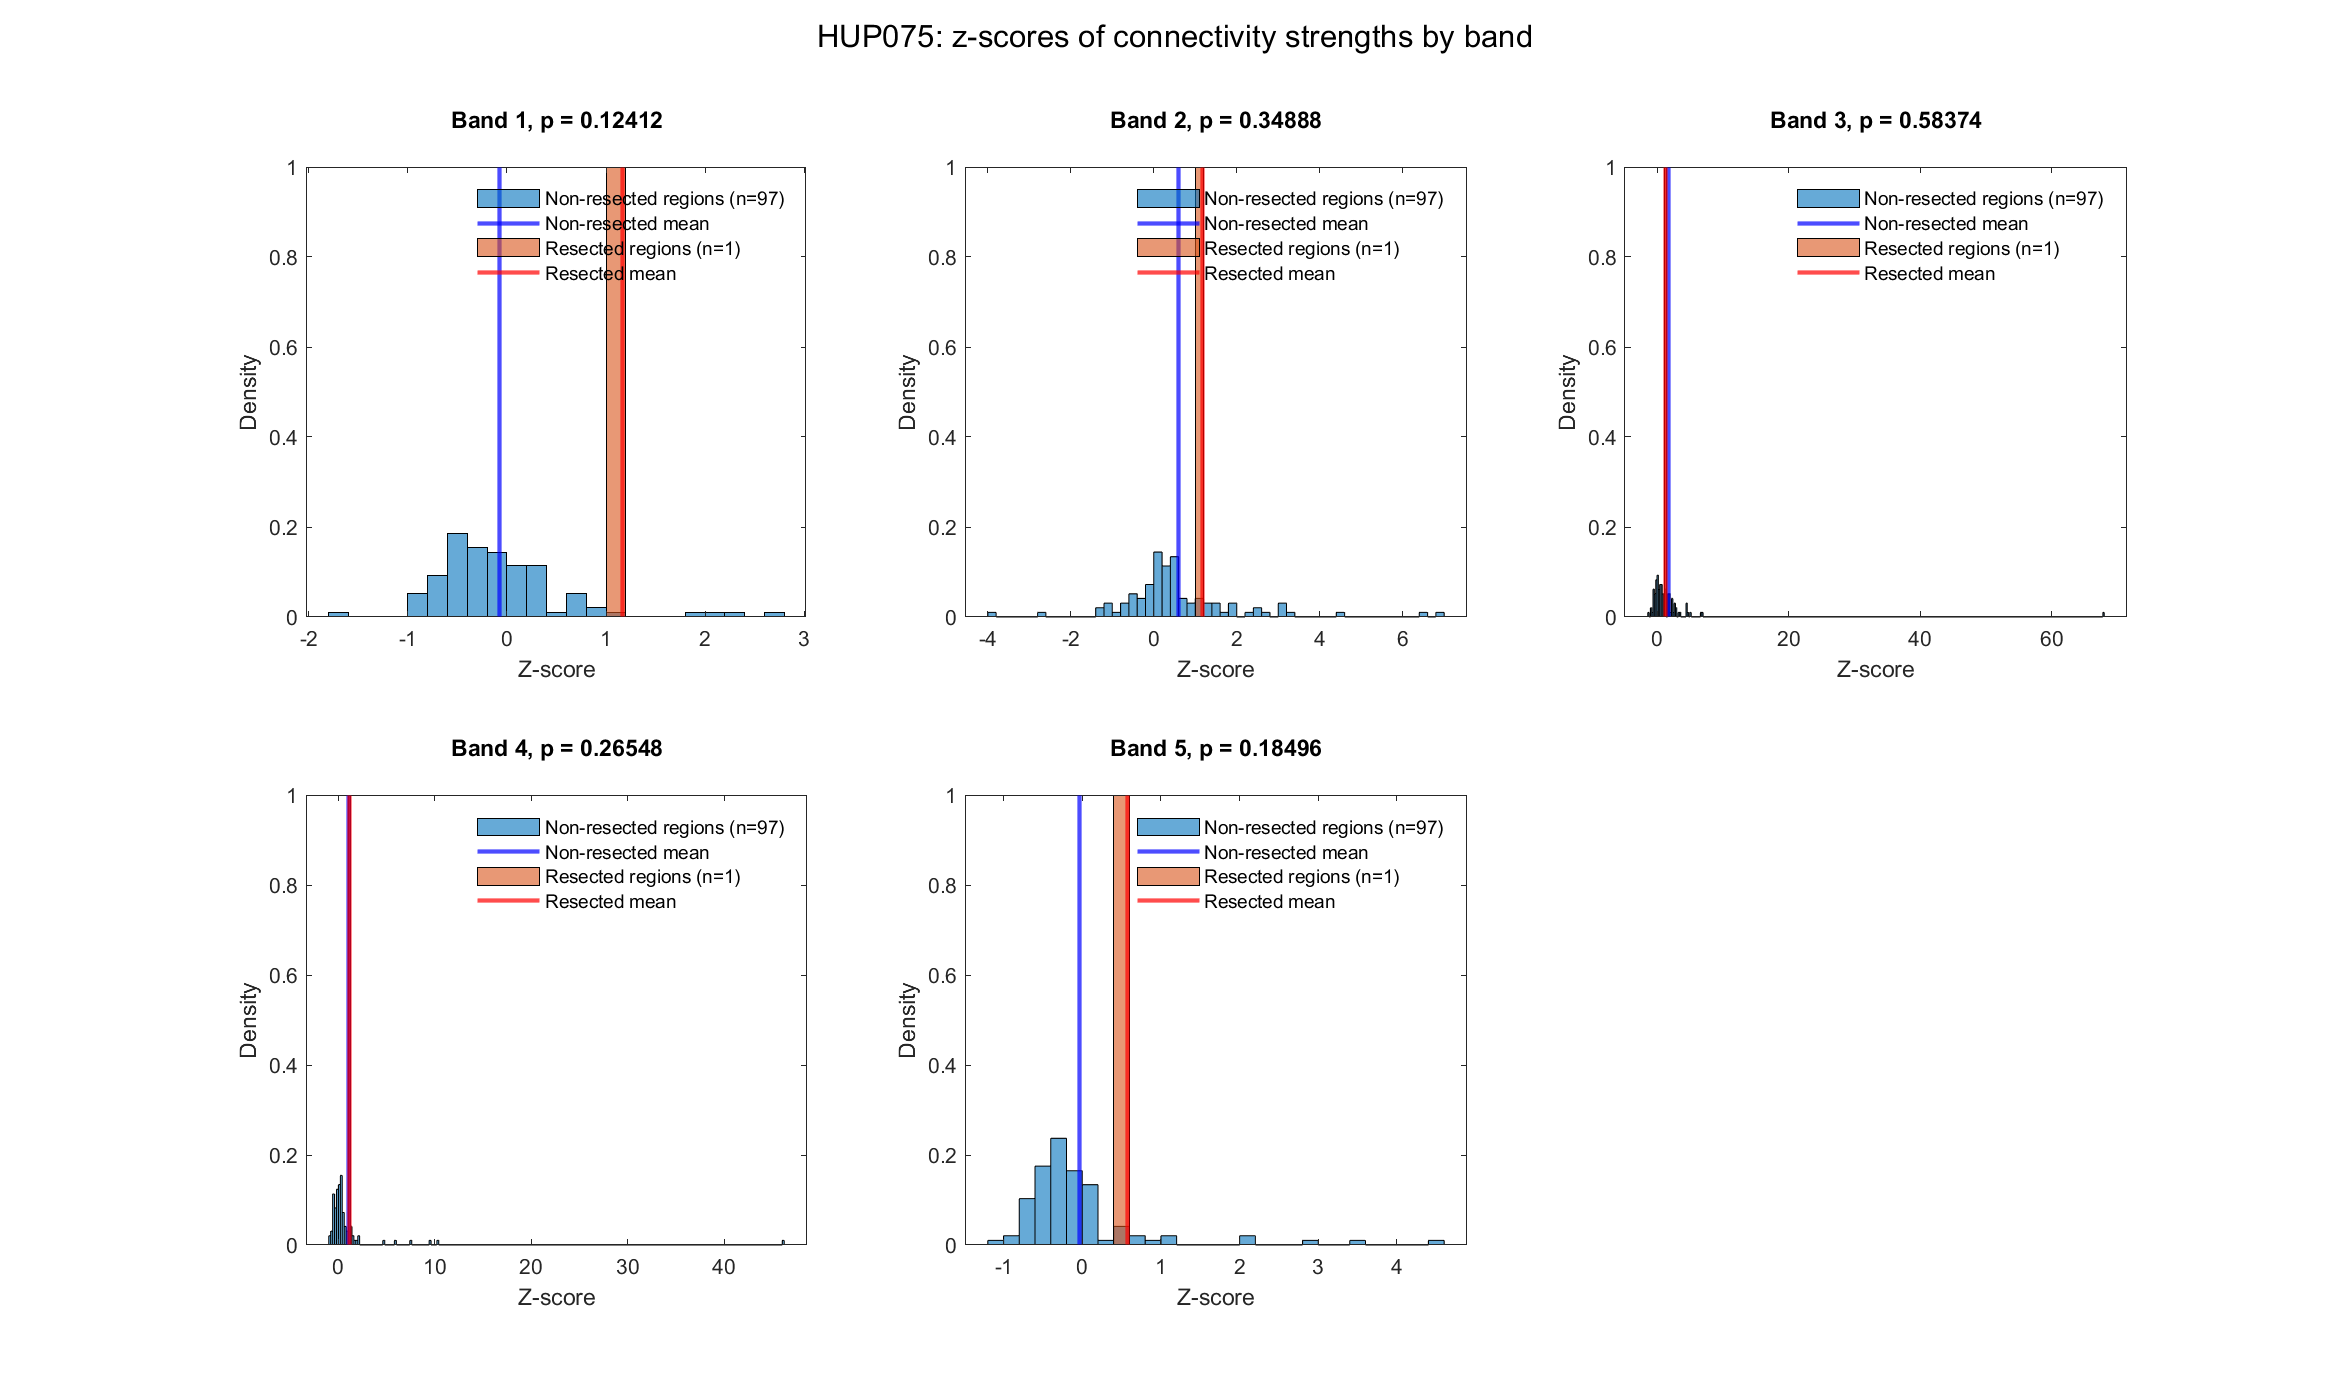 HUP075: z-scores of connectivity strengths by band
Band 1, p = 0.12412
1
0.8
0.6
0.4
0.2
0
Density
Non-resected regions (n=97)
Non-resected mean
Resected regions (n=1)
Resected mean
-2 -1 0 1 2 3
Z-score
Band 2, p = 0.34888
1
0.8
0.6
0.4
0.2
0
Density
Non-resected regions (n=97)
Non-resected mean
Resected regions (n=1)
Resected mean
-4 -2 0 2 4 6
Z-score
Band 3, p = 0.58374
1
0.8
0.6
0.4
0.2
0
Density
Non-resected regions (n=97)
Non-resected mean
Resected regions (n=1)
Resected mean
0 20 40 60
Z-score
Band 4, p = 0.26548
1
0.8
0.6
0.4
0.2
0
Density
Non-resected regions (n=97)
Non-resected mean
Resected regions (n=1)
Resected mean
0 10 20 30 40
Z-score
Band 5, p = 0.18496
1
0.8
0.6
0.4
0.2
0
Density
Non-resected regions (n=97)
Non-resected mean
Resected regions (n=1)
Resected mean
-1 0 1 2 3 4
Z-score